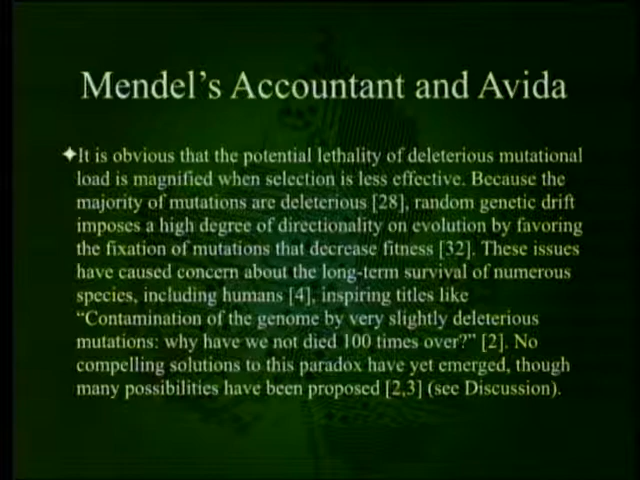 Mendel's Accountant and Avida
✦It is obvious that the potential lethality of deleterious mutational
load is magnified when selection is less effective. Because the
majority of mutations are deleterious [28], random genetic drift
imposes a high degree of directionality on evolution by favoring
the fixation of mutations that decrease fitness [32]. These issues
have caused concern about the long-term survival of numerous
species, including humans [4], inspiring titles like
“Contamination of the genome by very slightly deleterious
mutations: why have we not died 100 times over?” [2]. No
compelling solutions to this paradox have yet emerged, though
many possibilities have been proposed [2,3] (see Discussion).